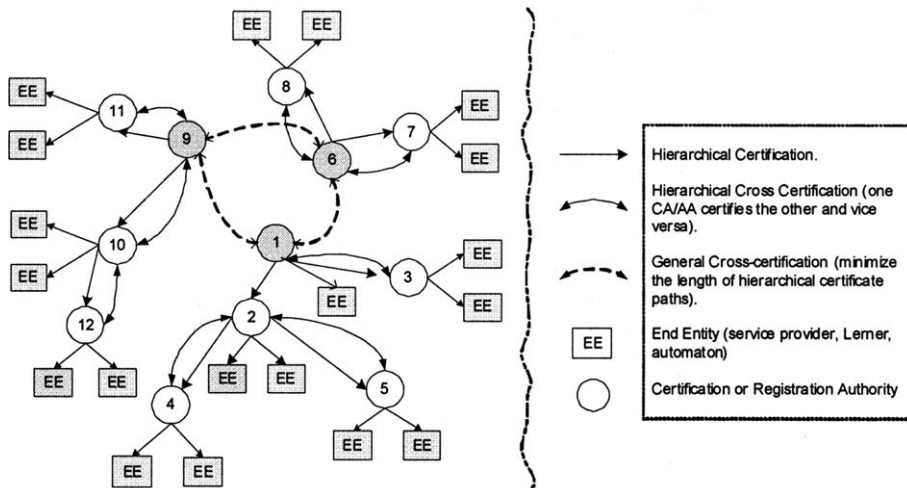 EE EE
8
EE 11 7 EE
9 6
EE EE
EE 10 1
EE 3 EE
EE EE
12 2
EE EE EE EE 5
4
EE EE EE EE
Hierarchical Certification.
Hierarchical Cross Certification (one
CA/AA certifies the other and vice
versa).
General Cross-certification (minimize
the length of hierarchical certificate
paths).
EE End Entity (service provider, Lerner,
automaton)
Certification or Registration Authority